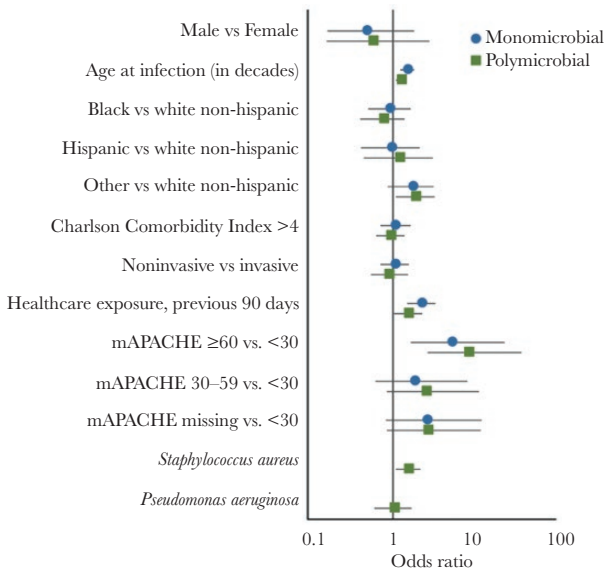 Male vs Female
Monomicrobial
Polymicrobial
Age at infection (in decades)
Black vs white non-hispanic
Hispanic vs white non-hispanic
Other vs white non-hispanic
Charlson Comorbidity Index >4
Noninvasive vs invasive
Healthcare exposure, previous 90 days
mAPACHE ≥60 vs. <30
mAPACHE 30–59 vs. <30
mAPACHE missing vs. <30
Staphylococcus aureus
Pseudomonas aeruginosa
0.1 1 10 100
Odds ratio